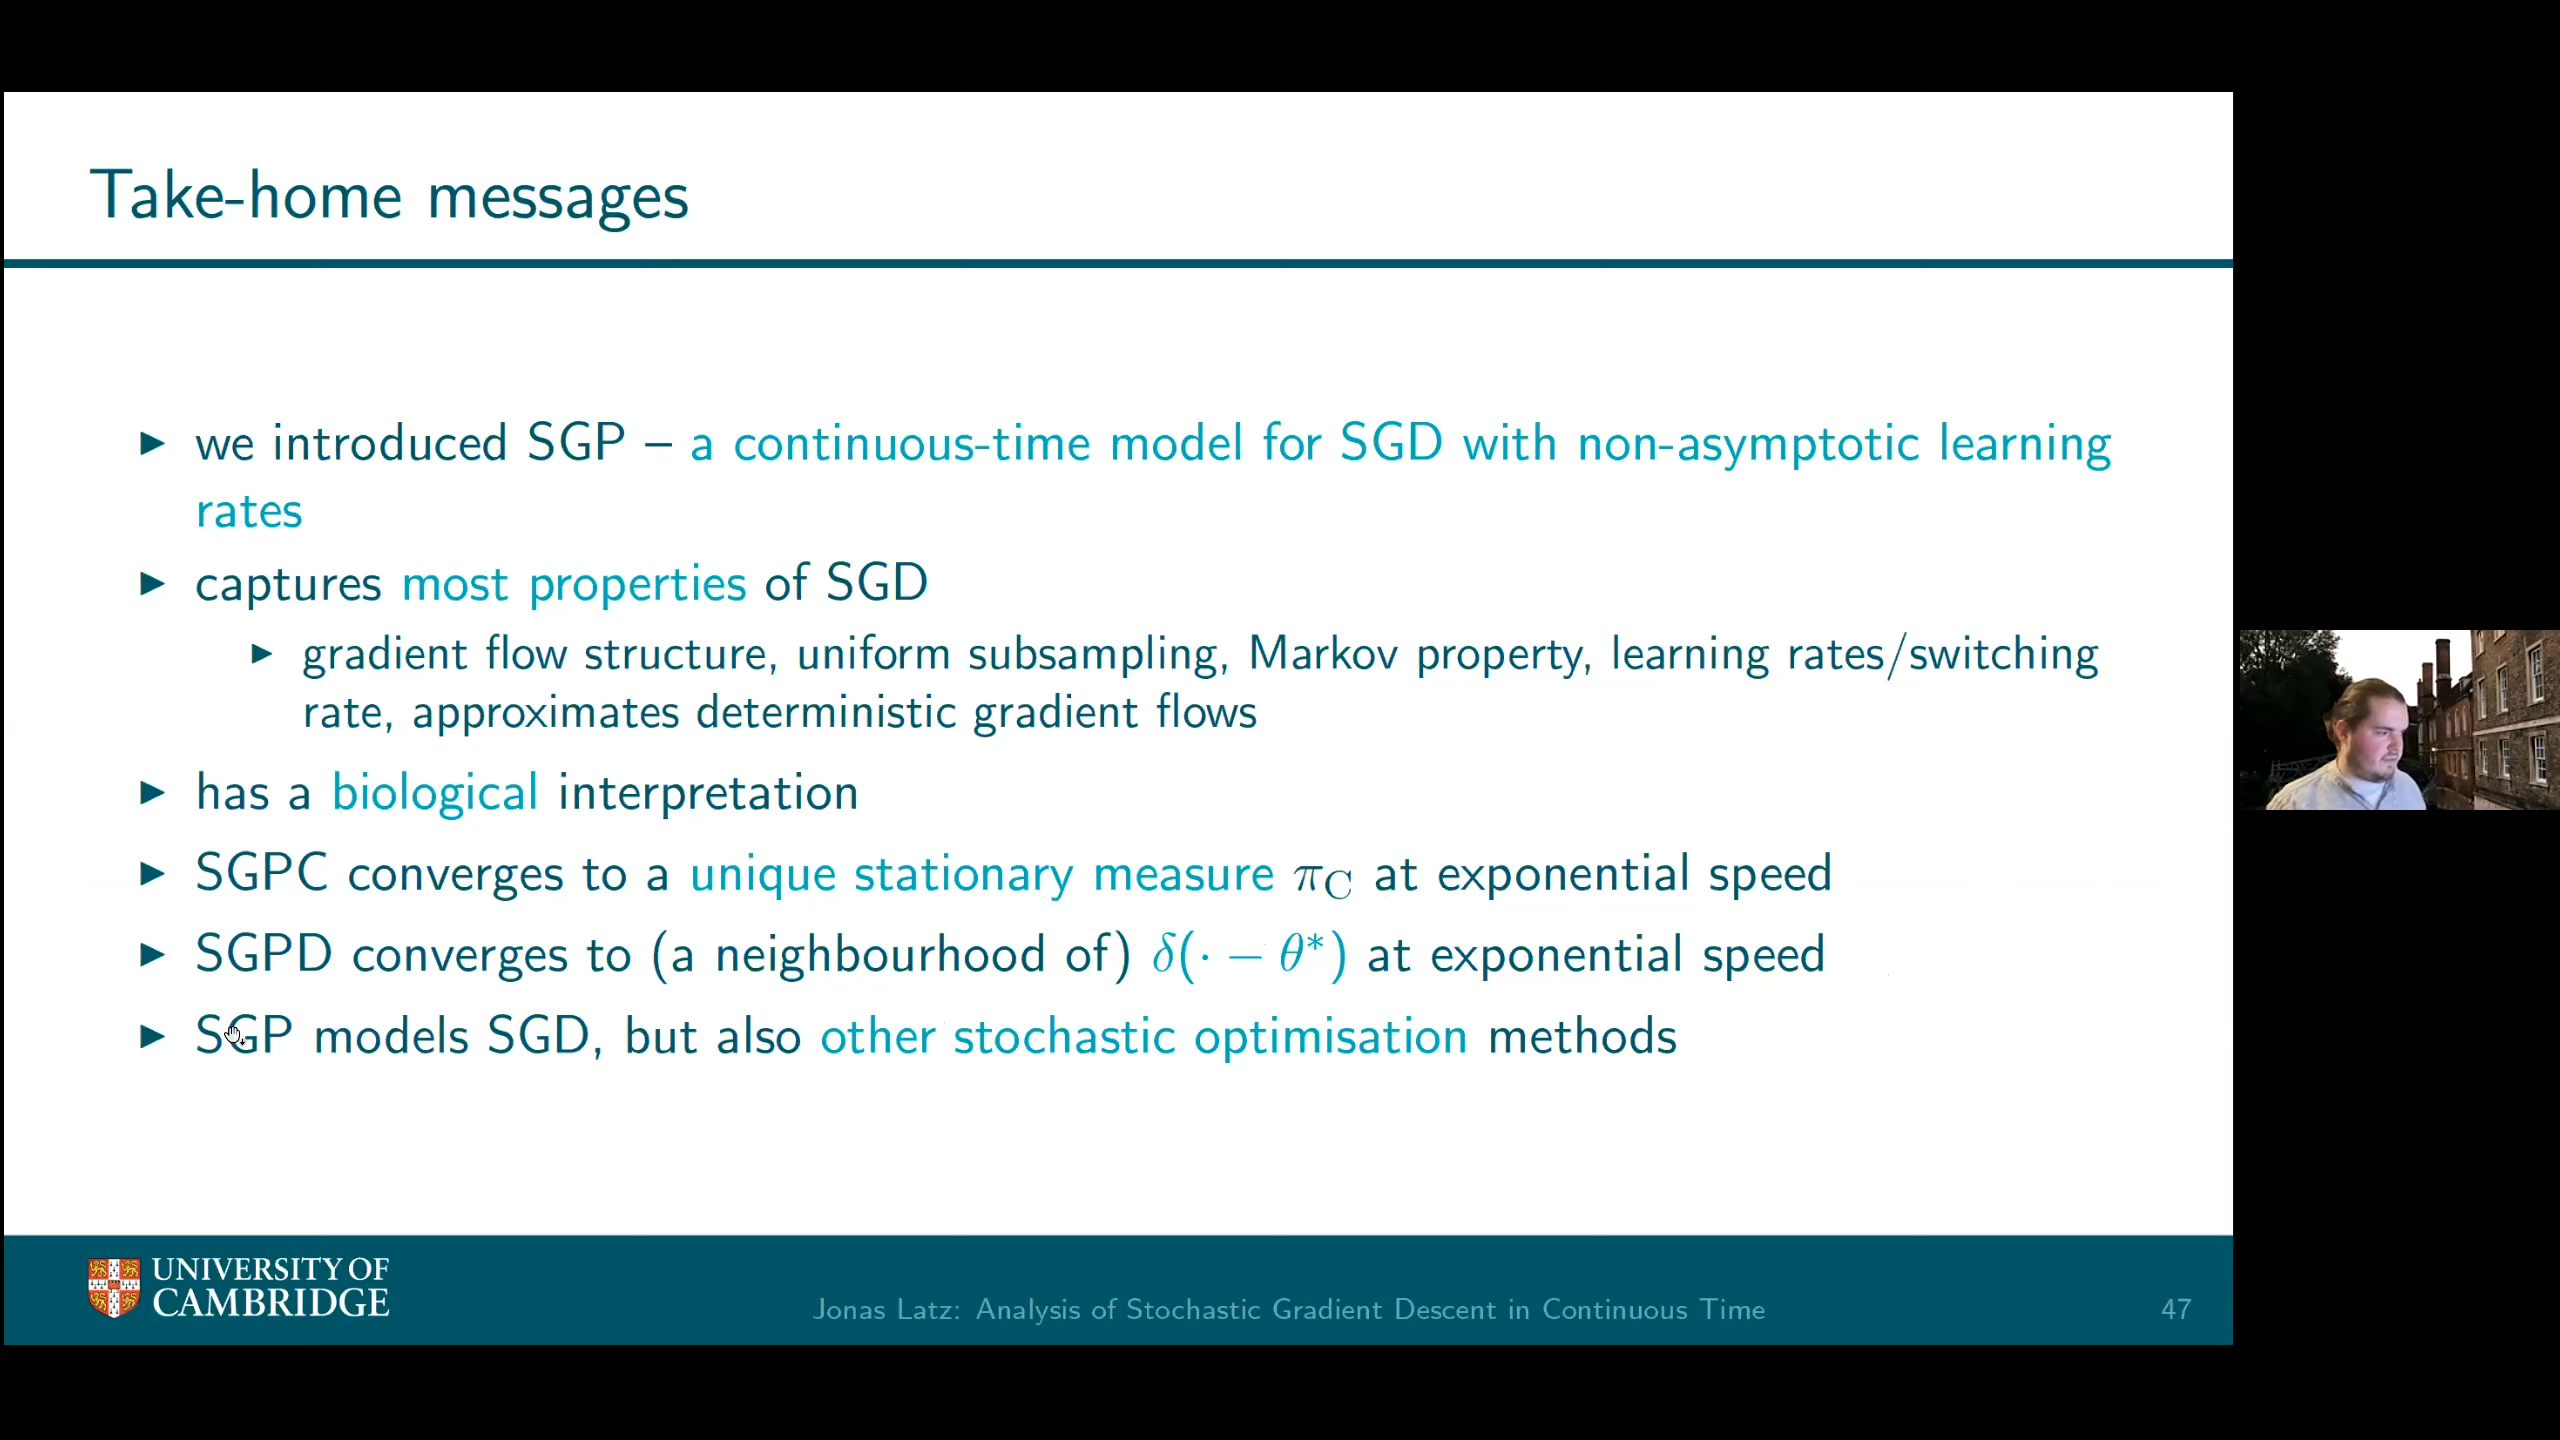 Take-home messages
▶ we introduced SGP – a continuous-time model for SGD with non-asymptotic learning
rates
▶ captures most properties of SGD
▶ gradient flow structure, uniform subsampling, Markov property, learning rates/switching
rate, approximates deterministic gradient flows
▶ has a biological interpretation
▶ SGPC converges to a unique stationary measure π_C at exponential speed
▶ SGPD converges to (a neighbourhood of) δ(· − θ*) at exponential speed
▶ SGP models SGD, but also other stochastic optimisation methods
UNIVERSITY OF
CAMBRIDGE
Jonas Latz: Analysis of Stochastic Gradient Descent in Continuous Time
47